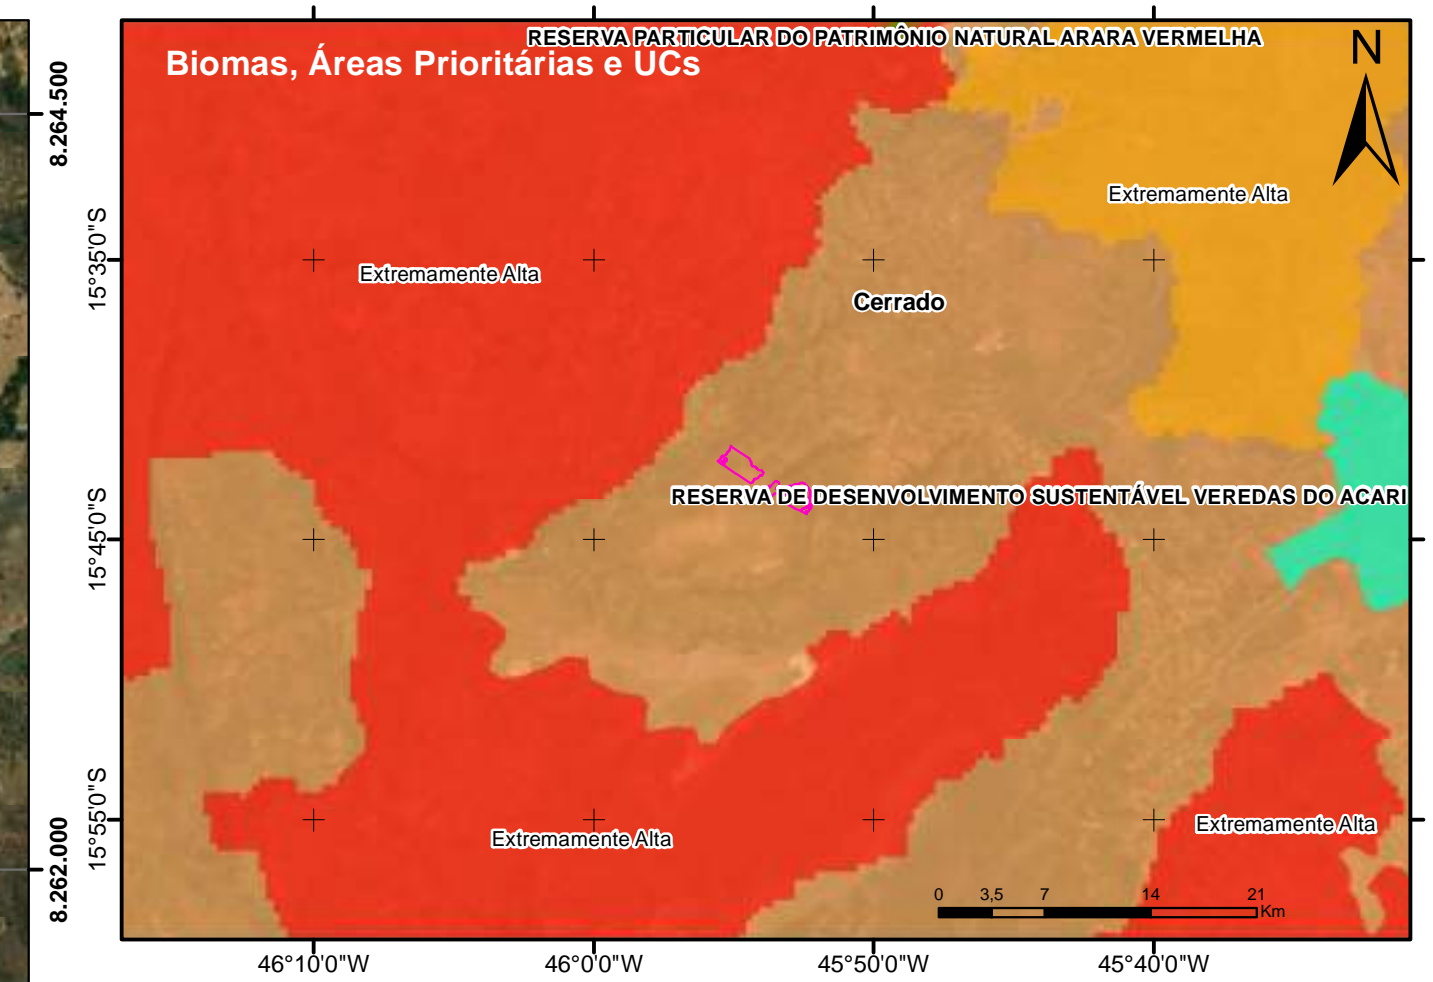 RESERVA PARTICULAR DO PATRIMÔNIO NATURAL ARARA VERMELHA
Biomas, Áreas Prioritárias e UCs
N
8.264.500
Extremamente Alta
15°35'0"S
Extremamente Alta
Cerrado
RESERVA DE DESENVOLVIMENTO SUSTENTÁVEL VEREDAS DO ACARI
15°45'0"S
15°55'0"S
Extremamente Alta
Extremamente Alta
8.262.000
0 3,5 7 14 21
Km
46°10'0"W 46°0'0"W 45°50'0"W 45°40'0"W